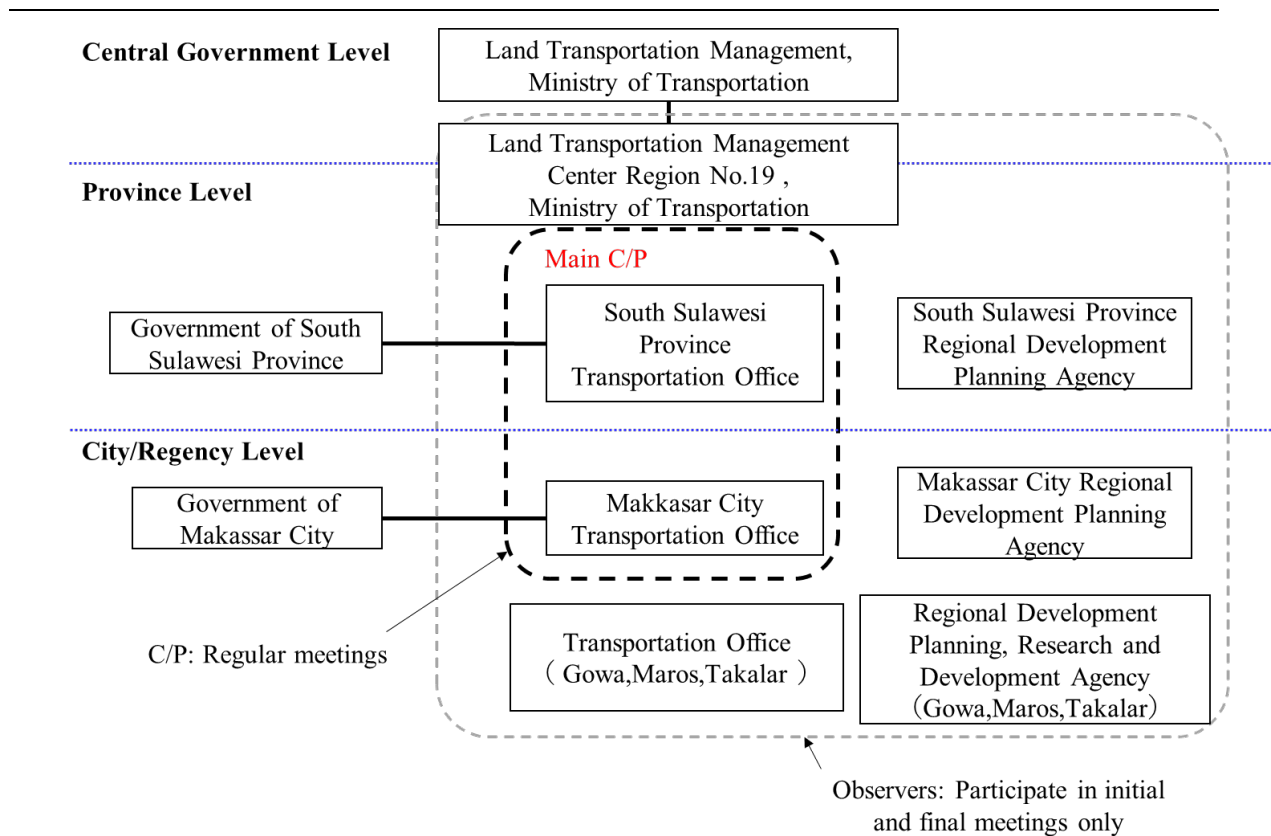 Central Government Level
Land Transportation Management,
Ministry of Transportation
Land Transportation Management
Center Region No.19 ,
Ministry of Transportation
Province Level
Main C/P
Government of South
Sulawesi Province
South Sulawesi
Province
Transportation Office
South Sulawesi Province
Regional Development
Planning Agency
City/Regency Level
Government of
Makassar City
Makkasar City
Transportation Office
Makassar City Regional
Development Planning
Agency
C/P: Regular meetings
Transportation Office
( Gowa,Maros,Takalar )
Regional Development
Planning, Research and
Development Agency
(Gowa,Maros,Takalar)
Observers: Participate in initial
and final meetings only